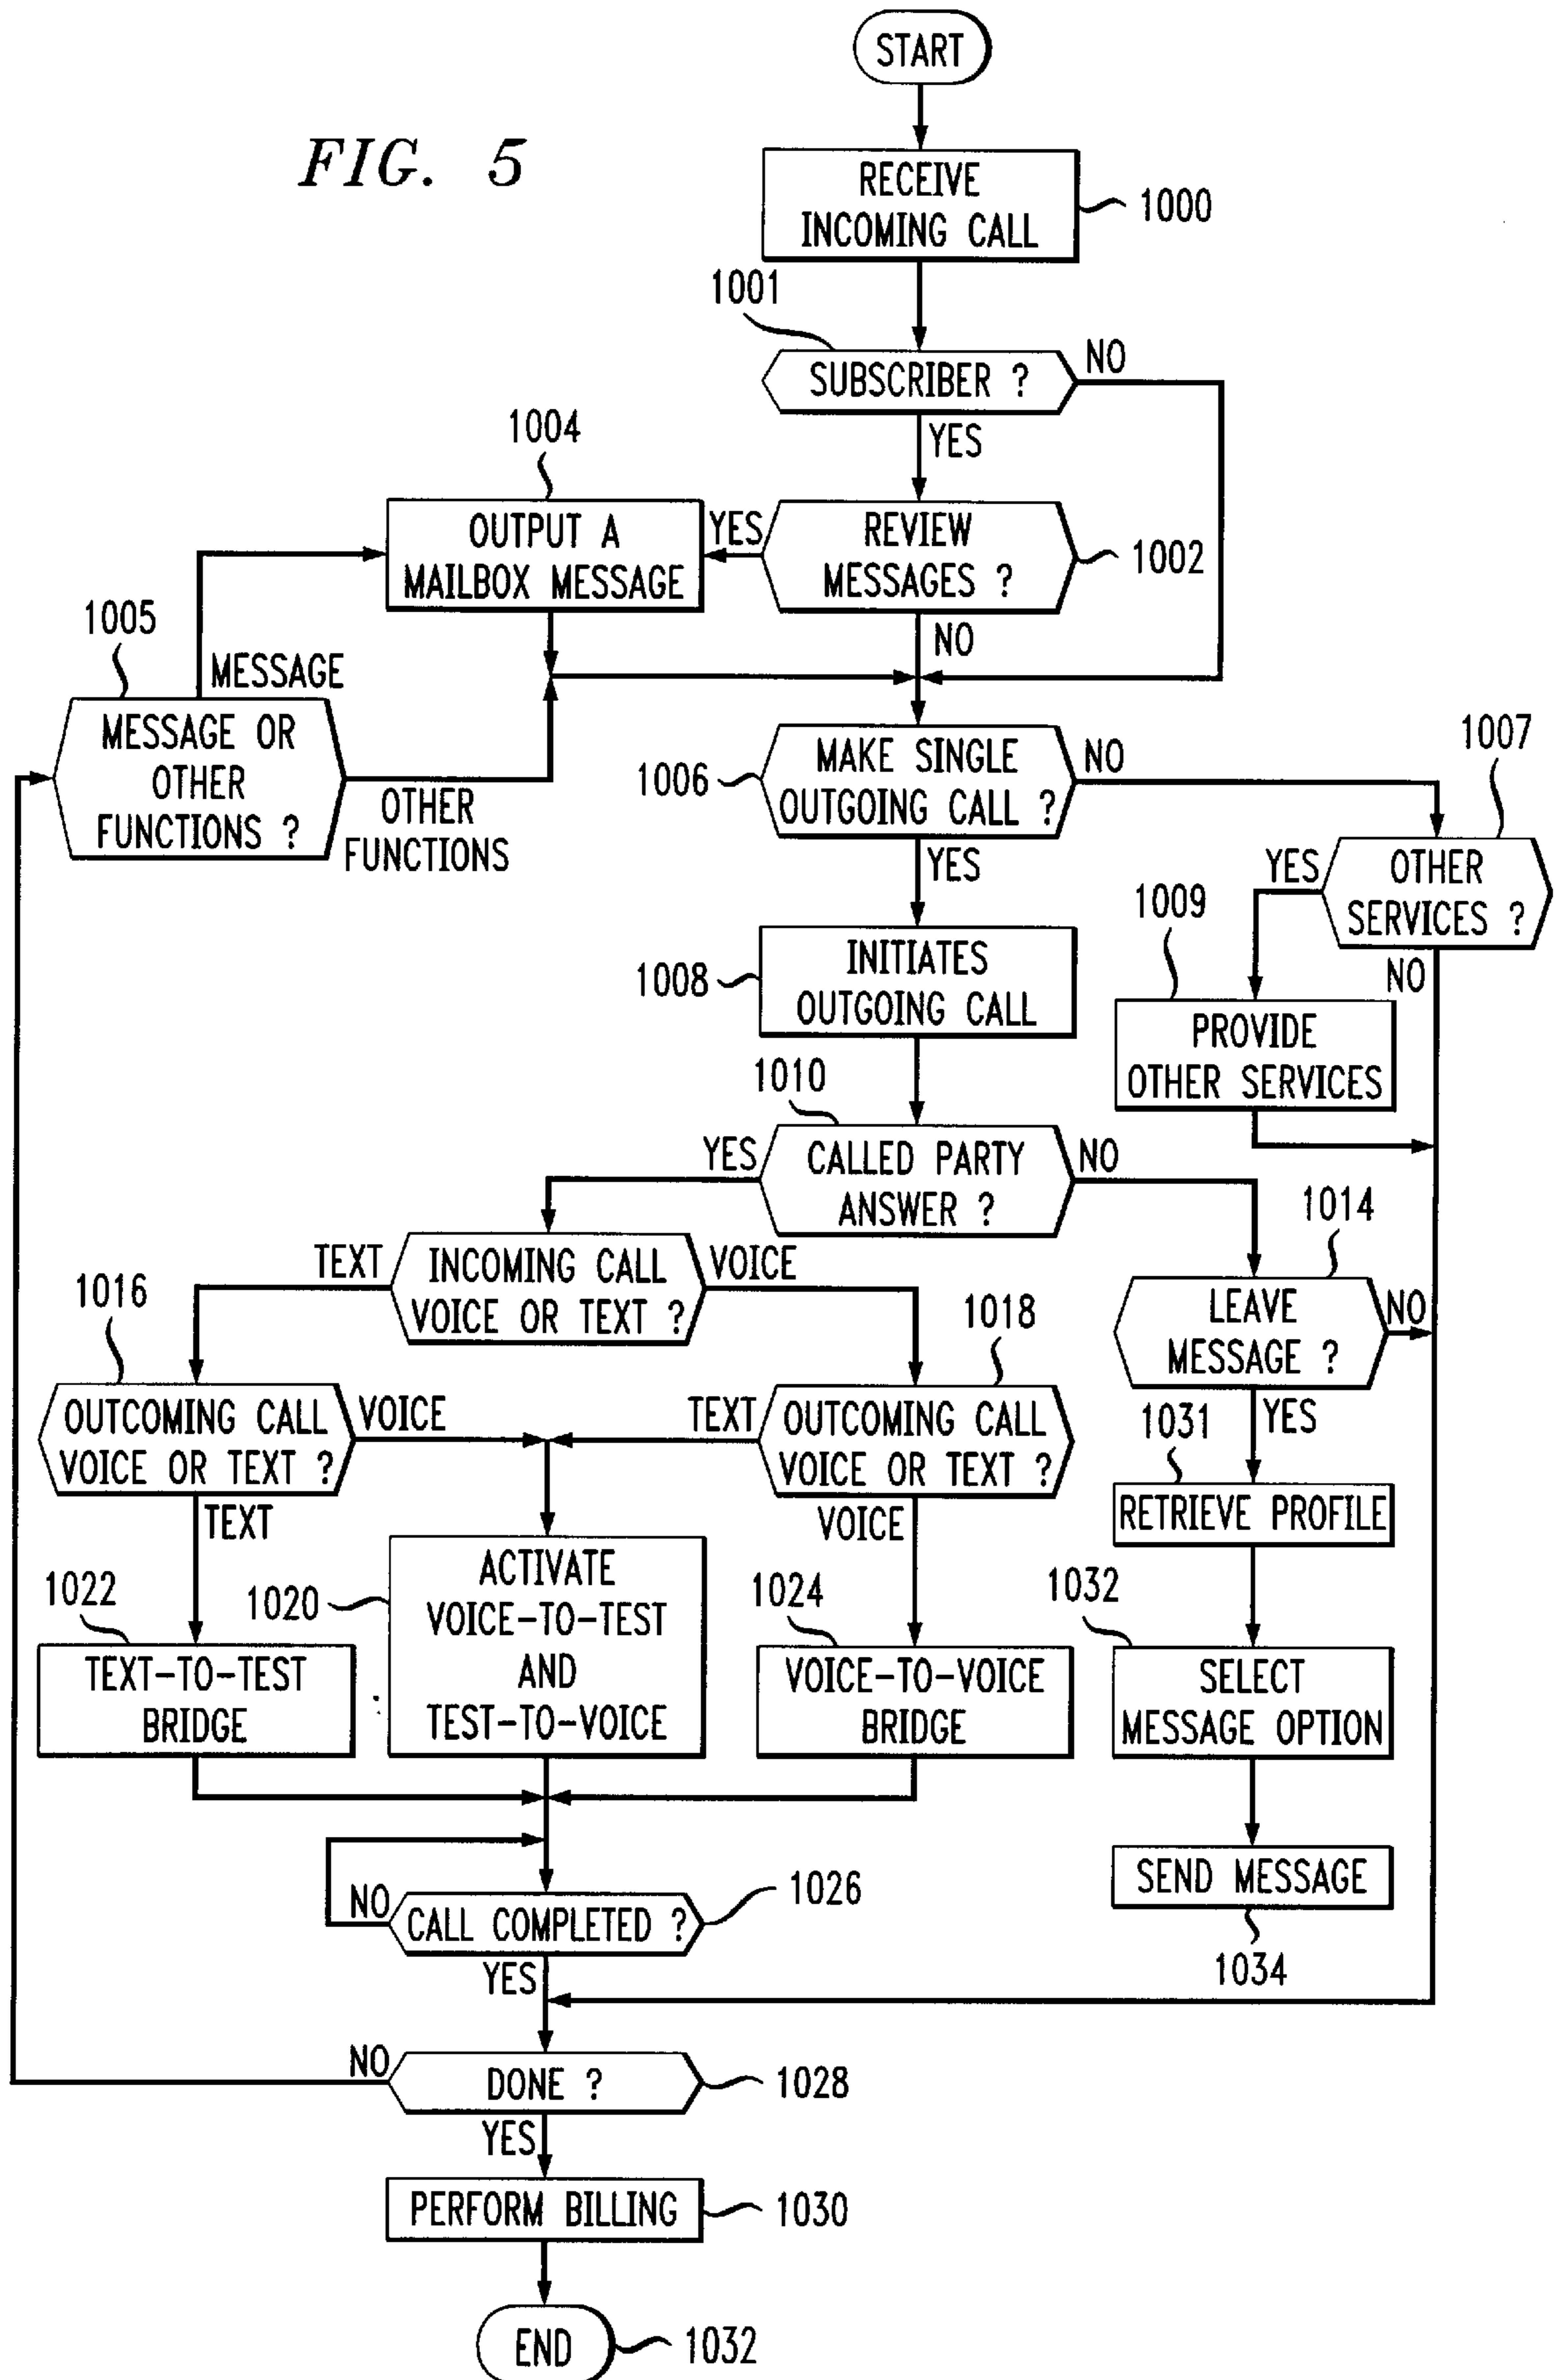 START
FIG. 5
RECEIVE
INCOMING CALL
1000
1001
SUBSCRIBER ?
NO
YES
1004
OUTPUT A
MAILBOX MESSAGE
YES
REVIEW
MESSAGES ?
1002
NO
1005
MESSAGE
MESSAGE OR
OTHER
FUNCTIONS ?
OTHER
FUNCTIONS
1006
MAKE SINGLE
OUTGOING CALL ?
NO
1007
YES
OTHER
SERVICES ?
YES
NO
1008
INITIATES
OUTGOING CALL
1009
PROVIDE
OTHER SERVICES
1010
YES
CALLED PARTY
ANSWER ?
NO
1014
TEXT
INCOMING CALL
VOICE OR TEXT ?
VOICE
LEAVE
MESSAGE ?
NO
YES
1016
OUTCOMING CALL
VOICE OR TEXT ?
VOICE
TEXT
1018
TEXT
OUTCOMING CALL
VOICE OR TEXT ?
VOICE
1031
RETRIEVE PROFILE
1022
TEXT-TO-TEST
BRIDGE
1020
ACTIVATE
VOICE-TO-TEST
AND
TEST-TO-VOICE
1024
VOICE-TO-VOICE
BRIDGE
1032
SELECT
MESSAGE OPTION
SEND MESSAGE
1034
NO
CALL COMPLETED ?
1026
YES
NO
DONE ?
1028
YES
PERFORM BILLING
1030
END
1032